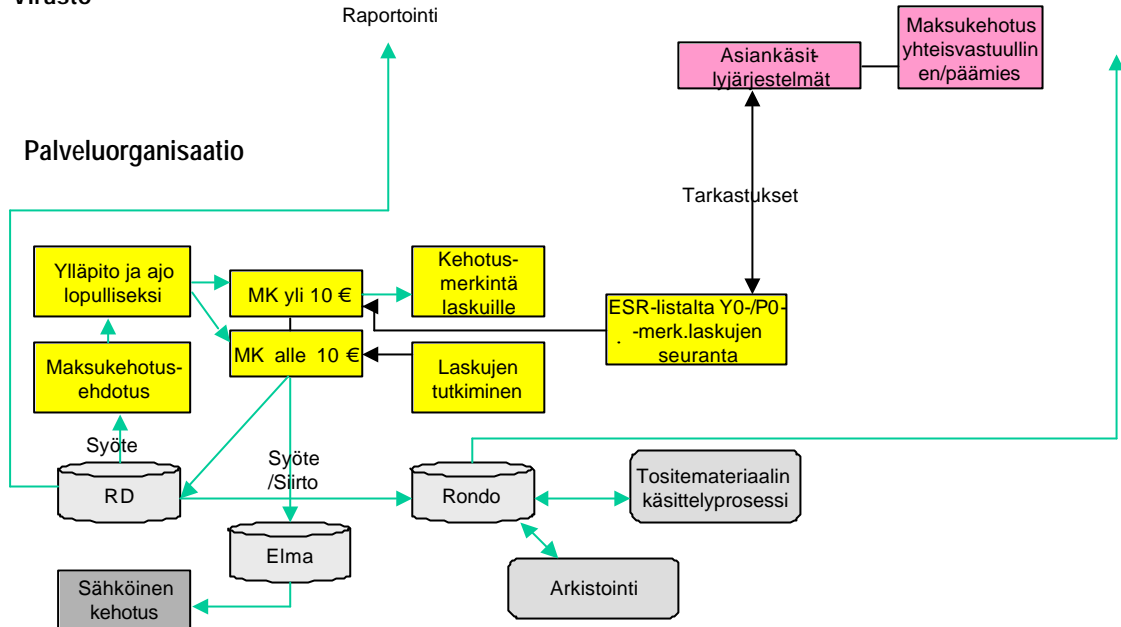 Virasto
Raportointi
Maksukehotus
yhteisvastuullin
en/päämies
Asiankäsit-
lyjärjestelmät
Palveluorganisaatio
Tarkastukset
Ylläpito ja ajo
lopulliseksi
MK yli 10 €
Kehotus-
merkintä
laskuille
ESR-listalta Y0-/P0-
-merk.laskujen
seuranta
MK alle 10 €
Maksukehotus-
ehdotus
Laskujen
tutkiminen
Syöte
Syöte
/Siirto
RD
Rondo
Tositemateriaalin
käsittelyprosessi
Elma
Arkistointi
Sähköinen
kehotus